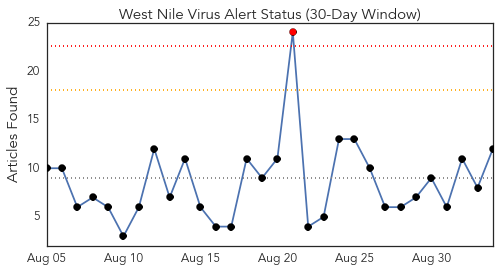 West Nile Virus Alert Status (30-Day Window)
Articles Found
25
20
15
10
5
Aug 05 Aug 10 Aug 15 Aug 20 Aug 25 Aug 30